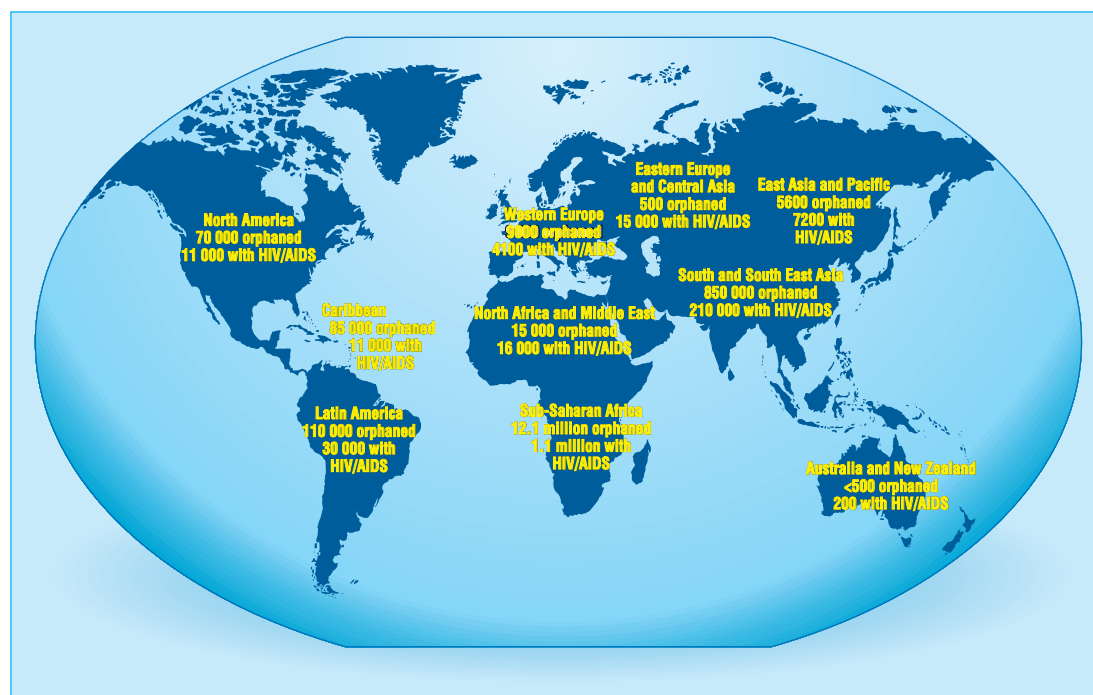 North America
70 000 orphaned
11 000 with HIV/AIDS
Caribbean
85 000 orphaned
11 000 with
HIV/AIDS
Latin America
110 000 orphaned
30 000 with
HIV/AIDS
Western Europe
9000 orphaned
4100 with HIV/AIDS
North Africa and Middle East
15 000 orphaned
16 000 with HIV/AIDS
Sub-Saharan Africa
12.1 million orphaned
1.1 million with
HIV/AIDS
Eastern Europe
and Central Asia
500 orphaned
15 000 with HIV/AIDS
East Asia and Pacific
5600 orphaned
7200 with
HIV/AIDS
South and South East Asia
850 000 orphaned
210 000 with HIV/AIDS
Australia and New Zealand
<500 orphaned
200 with HIV/AIDS